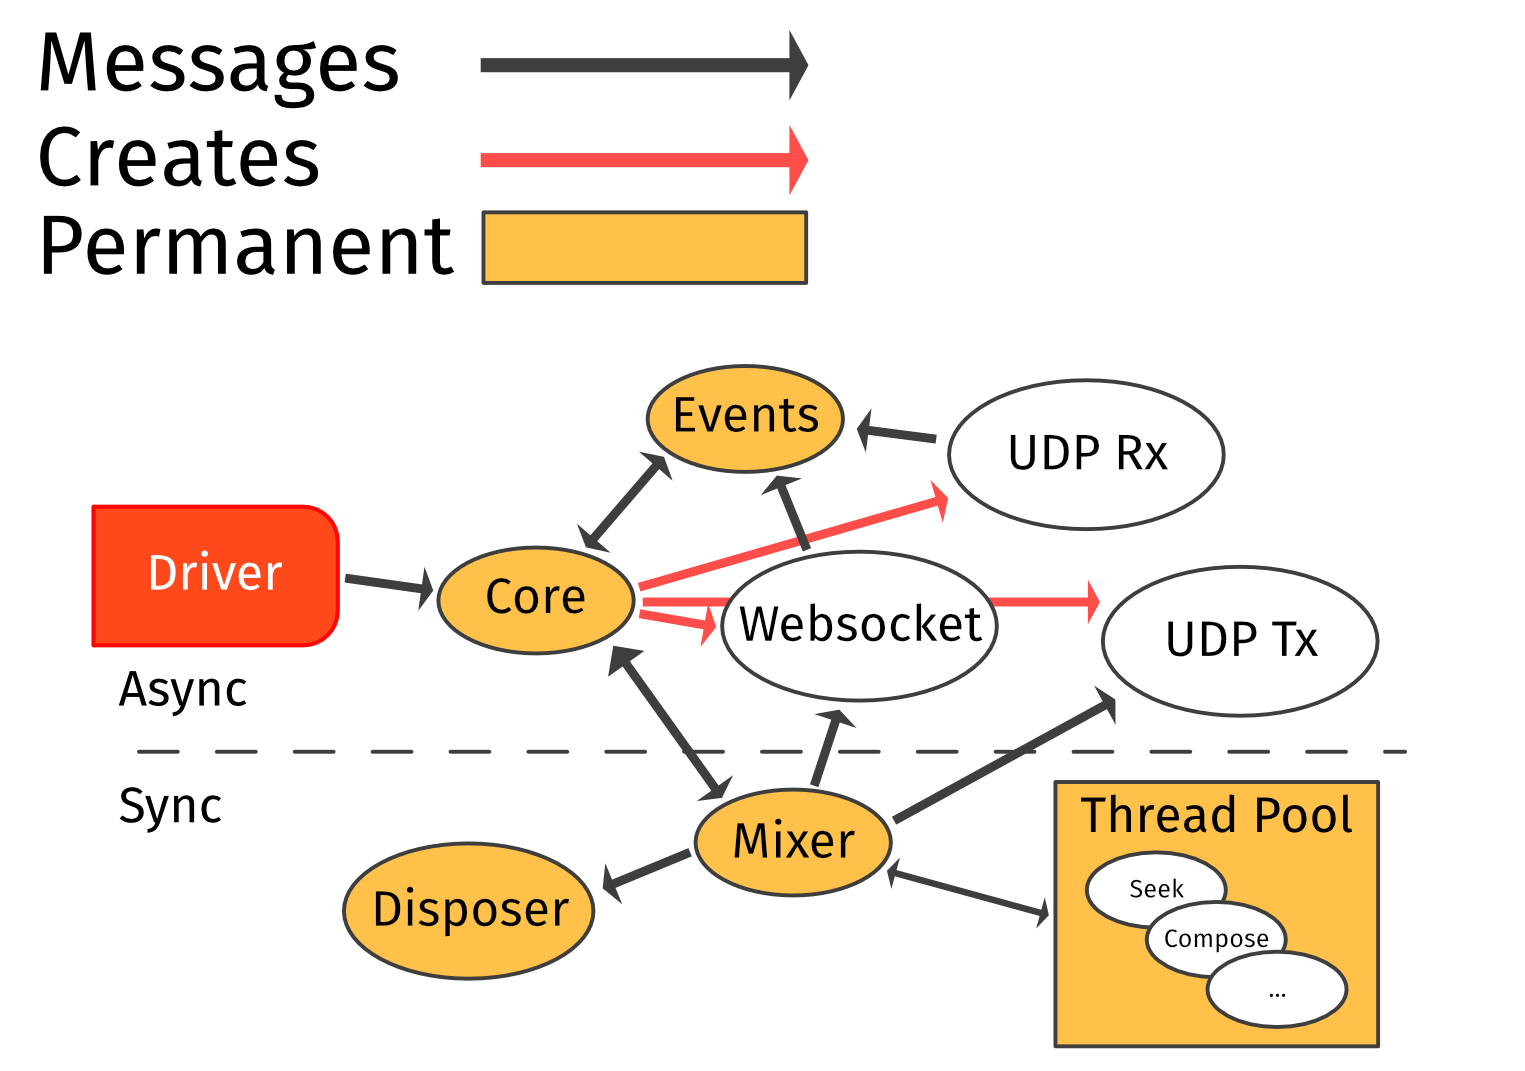 Messages
Creates
Permanent
Events
UDP Rx
Driver
Core
Websocket
UDP Tx
Async
Sync
Thread Pool
Mixer
Seek
Disposer
Compose
...